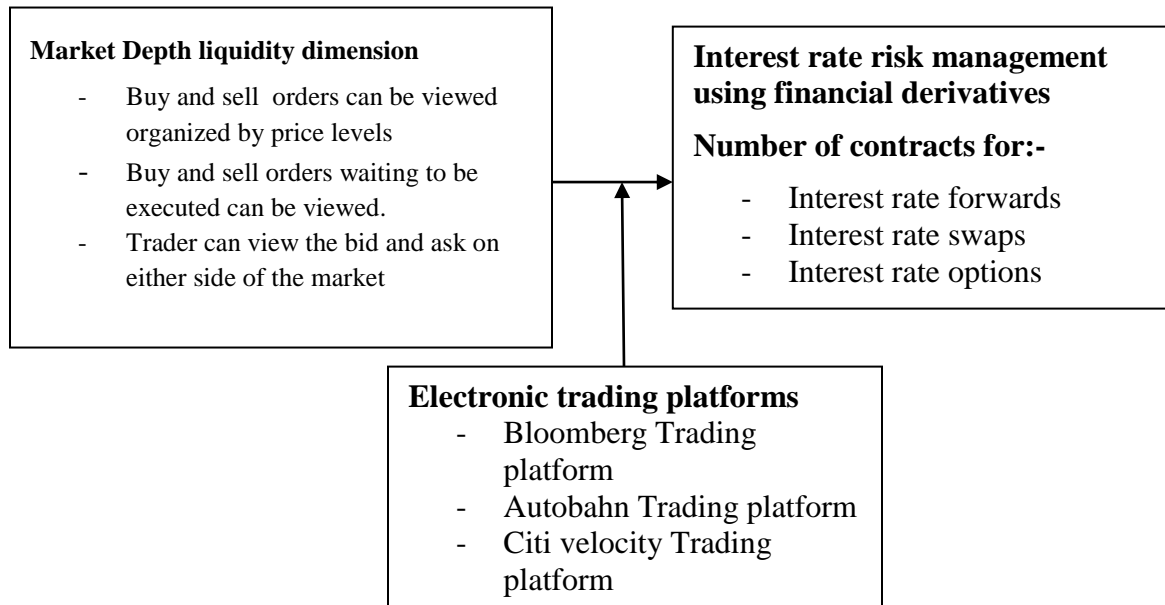 Market Depth liquidity dimension
- Buy and sell orders can be viewed
organized by price levels
- Buy and sell orders waiting to be
executed can be viewed.
- Trader can view the bid and ask on
either side of the market
Interest rate risk management
using financial derivatives
Number of contracts for:-
- Interest rate forwards
- Interest rate swaps
- Interest rate options
Electronic trading platforms
- Bloomberg Trading
platform
- Autobahn Trading platform
- Citi velocity Trading
platform